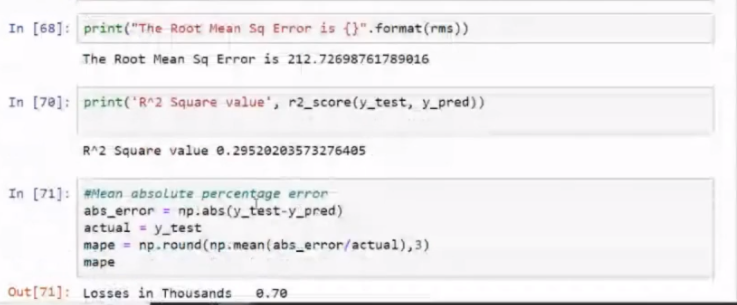 In [68]: print("The Root Mean Sq Error is {}".format(rms))
The Root Mean Sq Error is 212.72698761789016
In [70]: print('R^2 Square value', r2_score(y_test, y_pred))
R^2 Square value 0.29520203573276405
In [71]: #Mean absolute percentage error
abs_error = np.abs(y_test-y_pred)
actual = y_test
mape = np.round(np.mean(abs_error/actual),3)
mape
Out[71]: Losses in Thousands 0.70